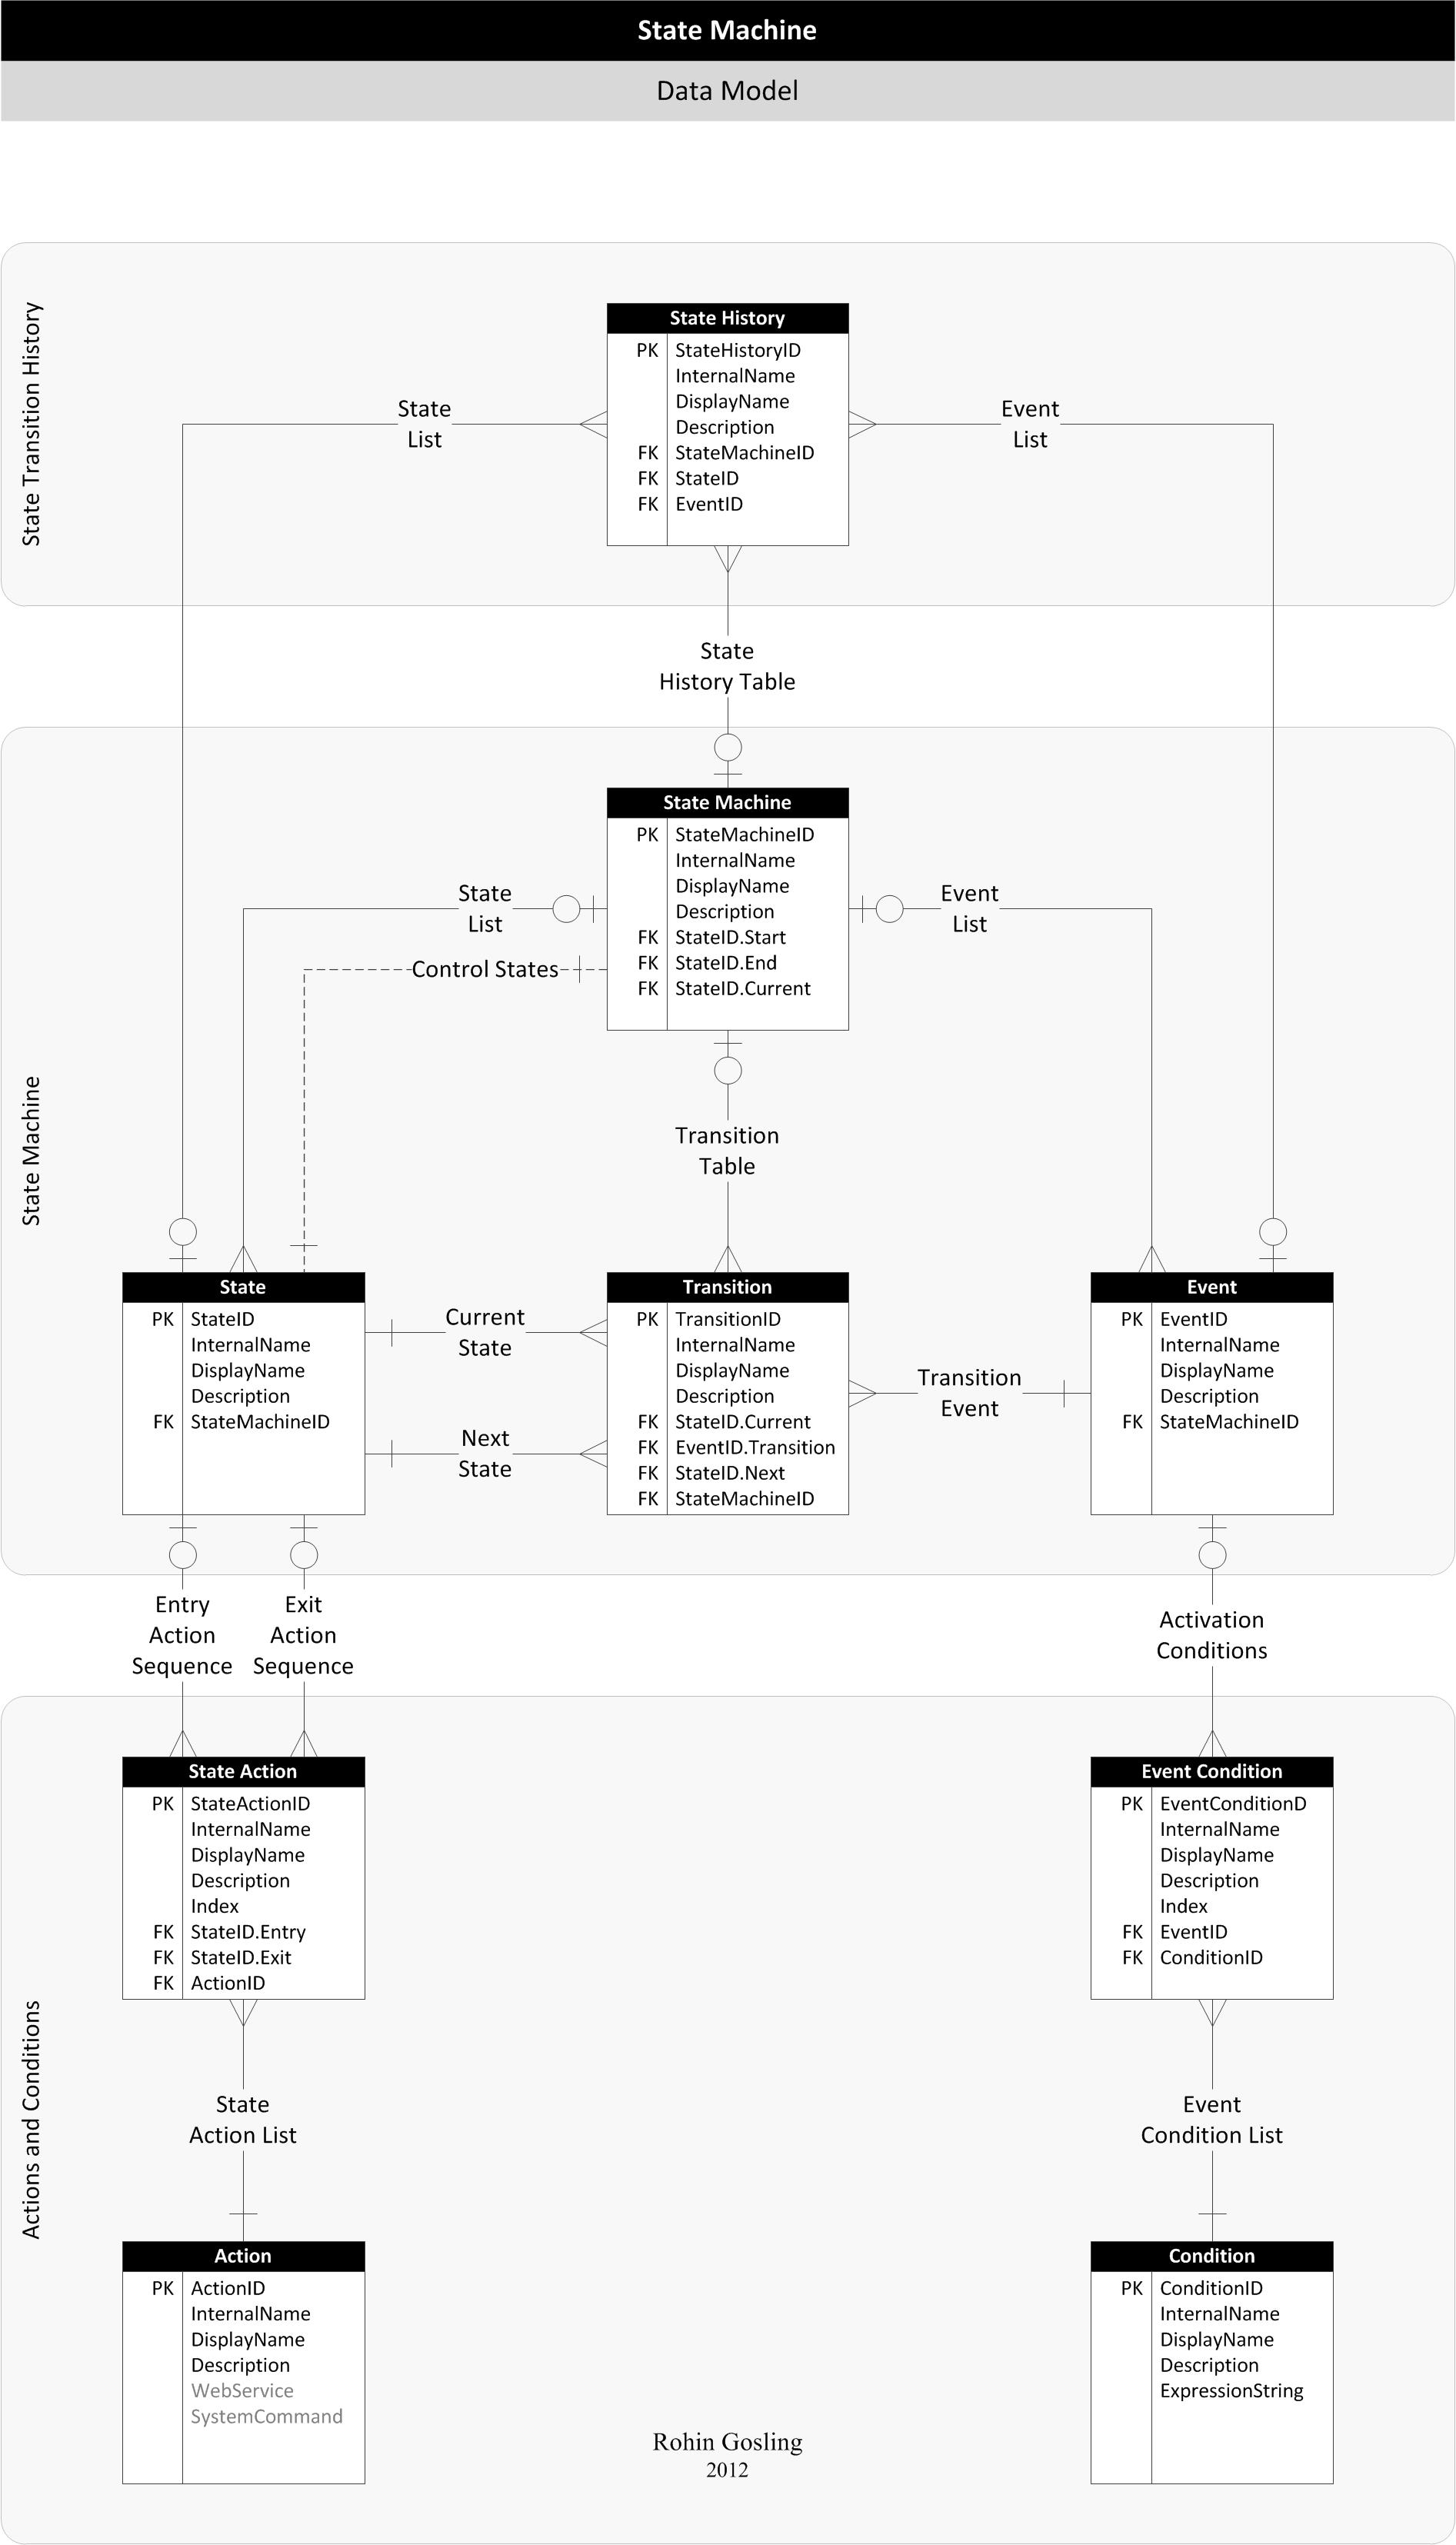 State Machine
Data Model
State Transition History
State History
PK StateHistoryID
InternalName
DisplayName
Description
FK StateMachineID
FK StateID
FK EventID
State
List
Event
List
State
History Table
State Machine
State Machine
PK StateMachineID
InternalName
DisplayName
Description
FK StateID.Start
FK StateID.End
FK StateID.Current
State
List
Control States
Event
List
Transition
Table
State
PK StateID
InternalName
DisplayName
Description
FK StateMachineID
Current
State
Next
State
Transition
PK TransitionID
InternalName
DisplayName
Description
FK StateID.Current
FK EventID.Transition
FK StateID.Next
FK StateMachineID
Transition
Event
Event
PK EventID
InternalName
DisplayName
Description
FK StateMachineID
Entry
Action
Sequence
Exit
Action
Sequence
Activation
Conditions
Actions and Conditions
State Action
PK StateActionID
InternalName
DisplayName
Description
Index
FK StateID.Entry
FK StateID.Exit
FK ActionID
Event Condition
PK EventConditionD
InternalName
DisplayName
Description
Index
FK EventID
FK ConditionID
State
Action List
Event
Condition List
Action
PK ActionID
InternalName
DisplayName
Description
WebService
SystemCommand
Condition
PK ConditionID
InternalName
DisplayName
Description
ExpressionString
Rohin Gosling
2012